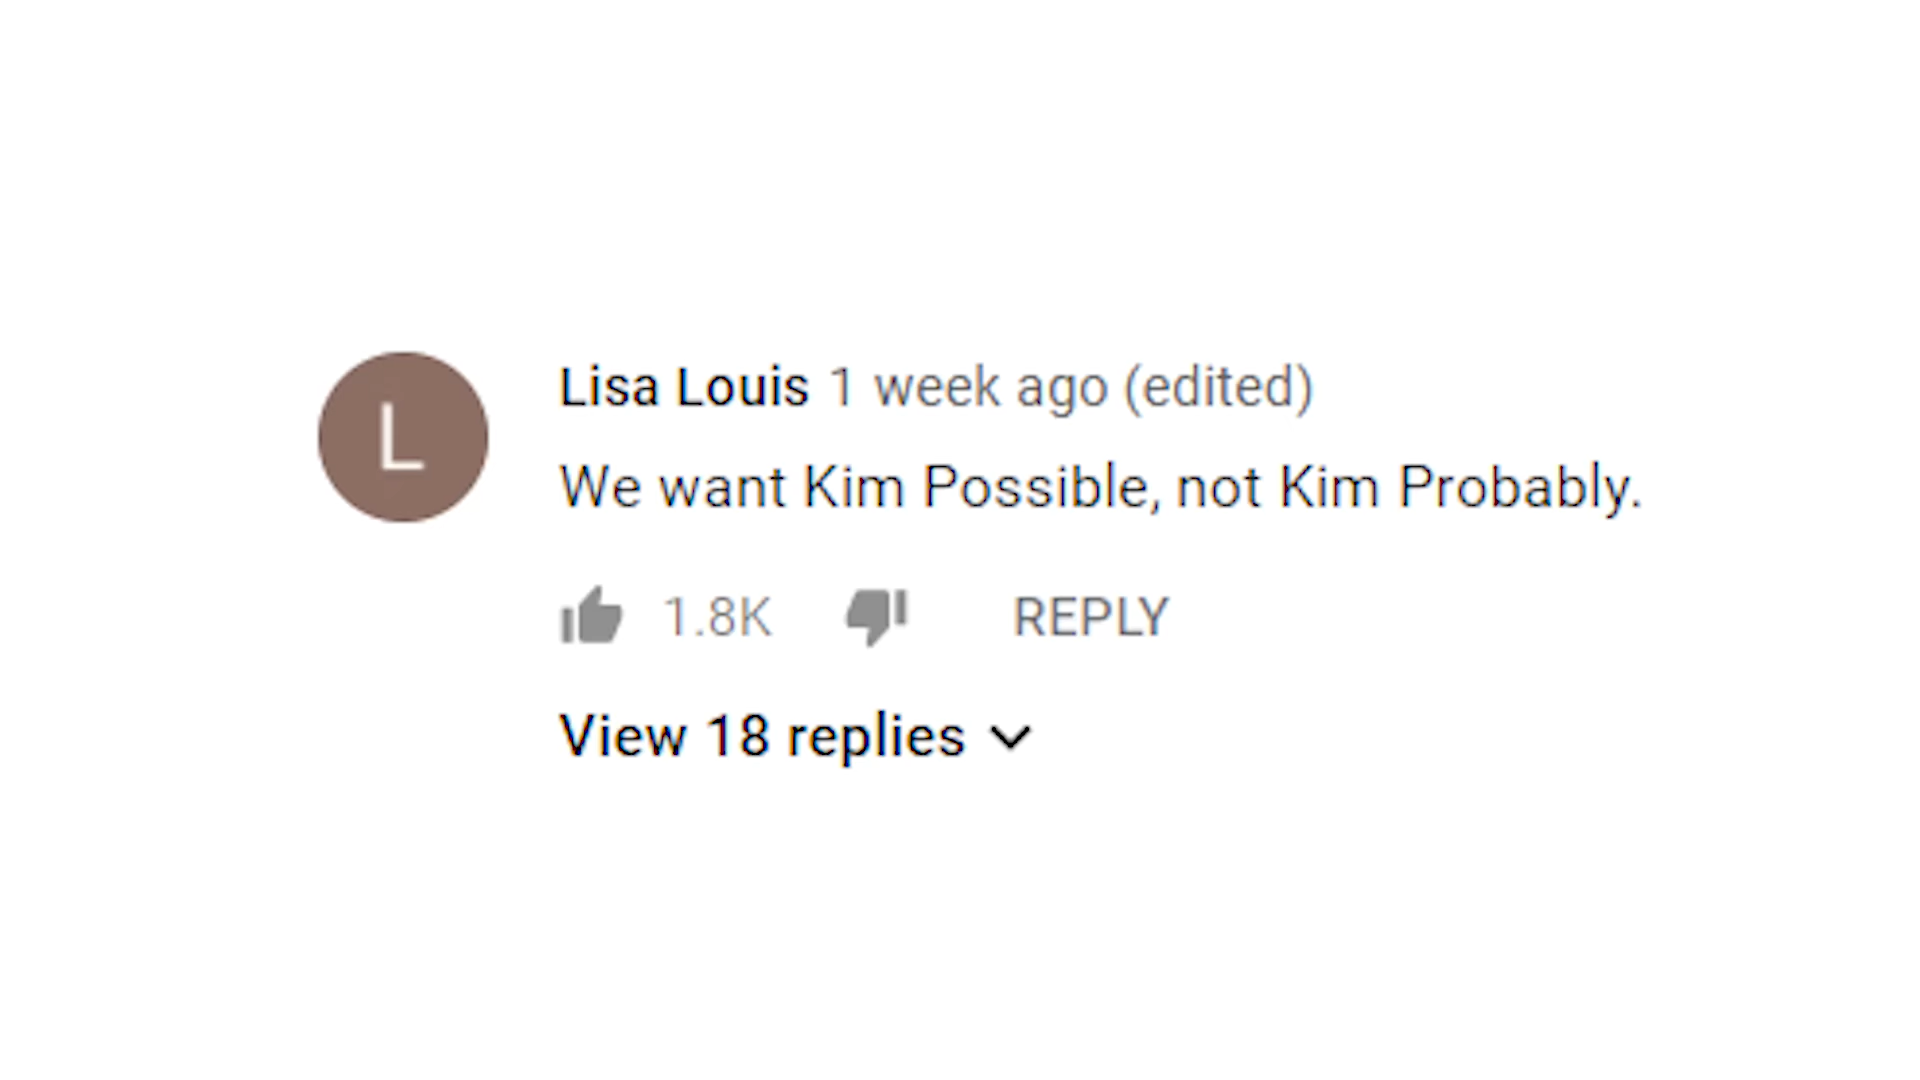 L
Lisa Louis 1 week ago (edited)
We want Kim Possible, not Kim Probably.
1.8K REPLY
View 18 replies